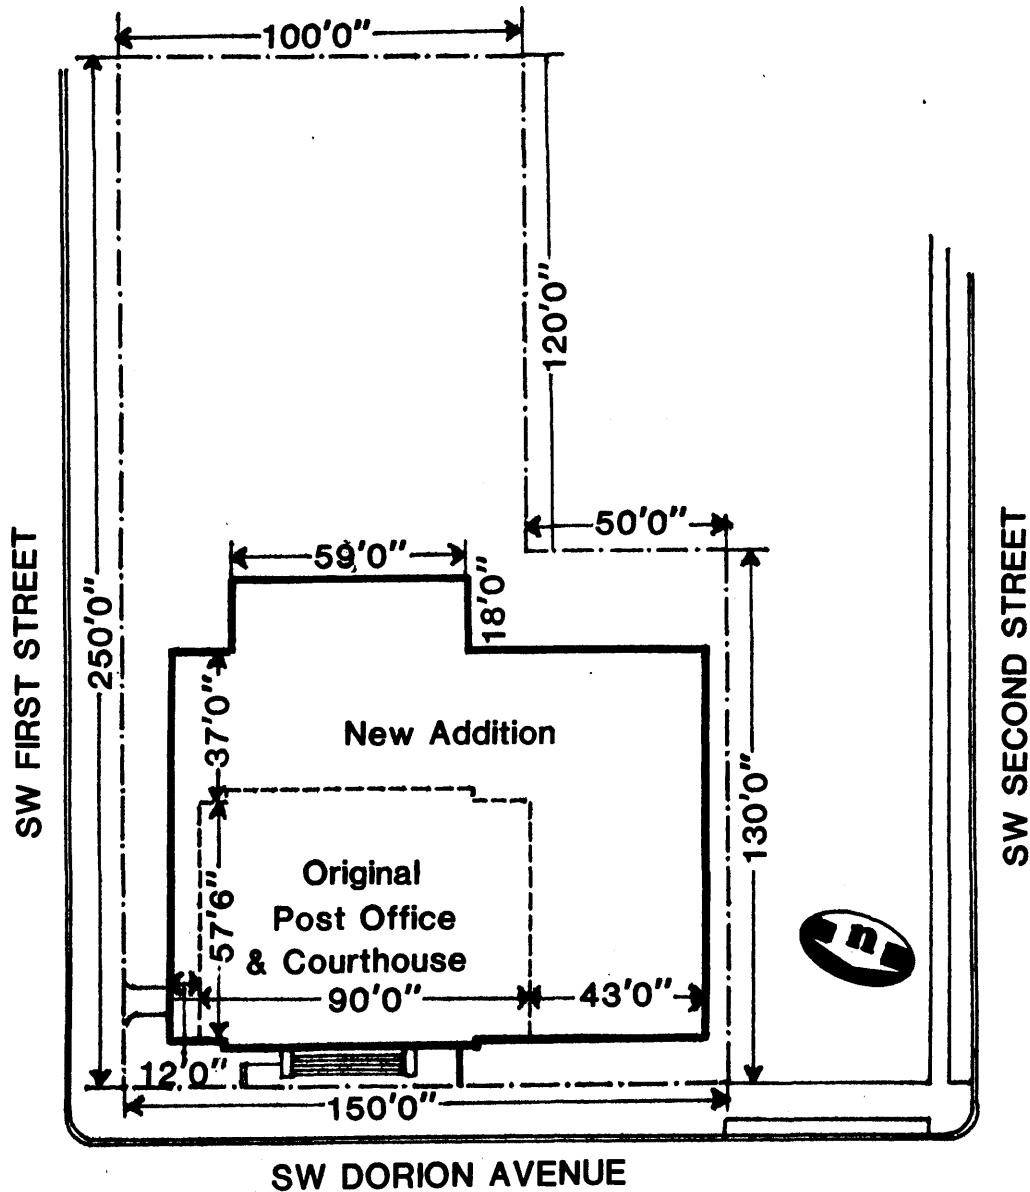 100'0"
120'0"
50'0"
59'0"
18'0"
250'0"
SW FIRST STREET
SW SECOND STREET
37'0"
New Addition
130'0"
Original
Post Office
& Courthouse
57'6"
n
90'0"
43'0"
12'0"
150'0"
SW DORION AVENUE